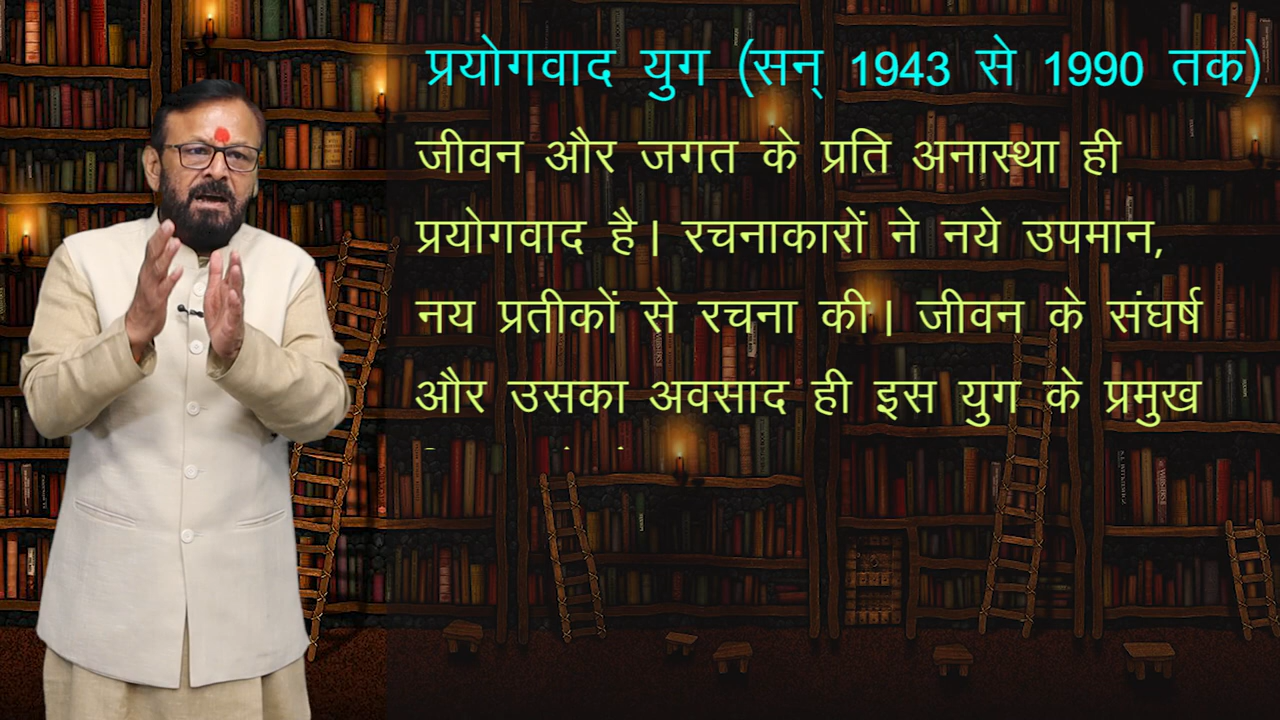 प्रयोगवाद युग (सन् 1943 से 1990 तक)
जीवन और जगत के प्रति अनास्था ही
प्रयोगवाद है। रचनाकारों ने नये उपमान,
नय प्रतीकों से रचना की। जीवन के संघर्ष
और उसका अवसाद ही इस युग के प्रमुख